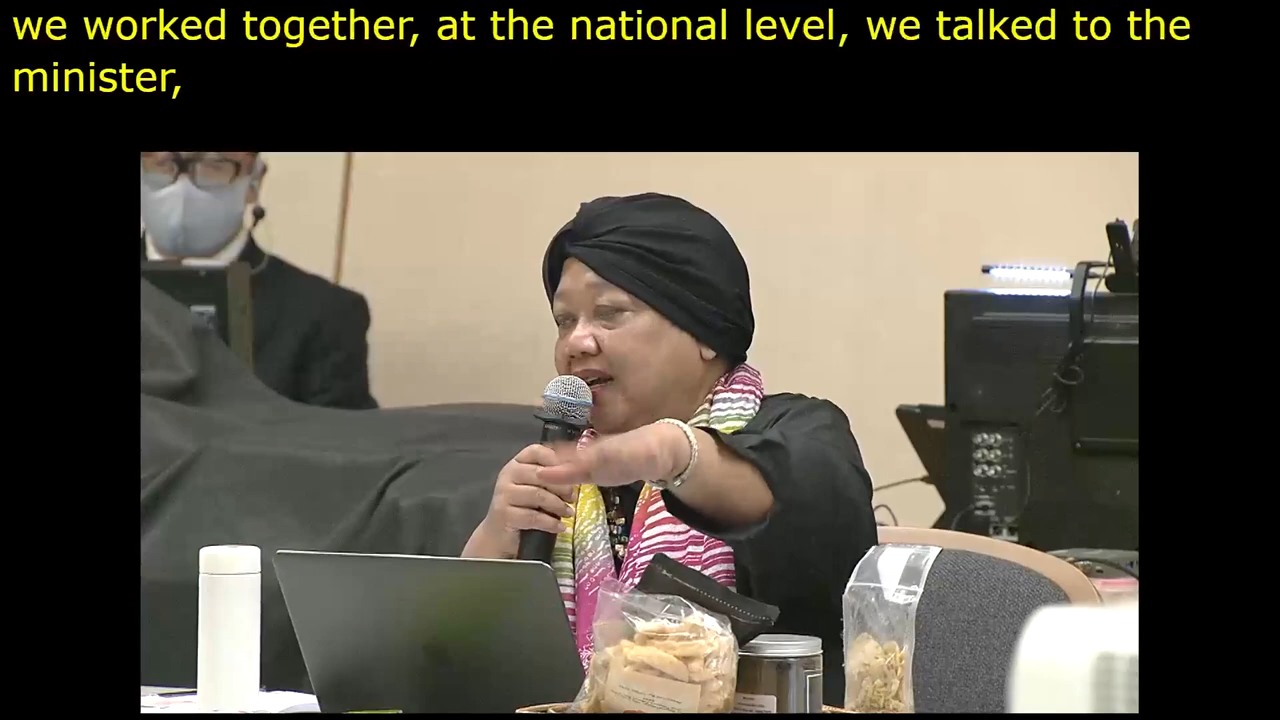 we worked together, at the national level, we talked to the
minister,